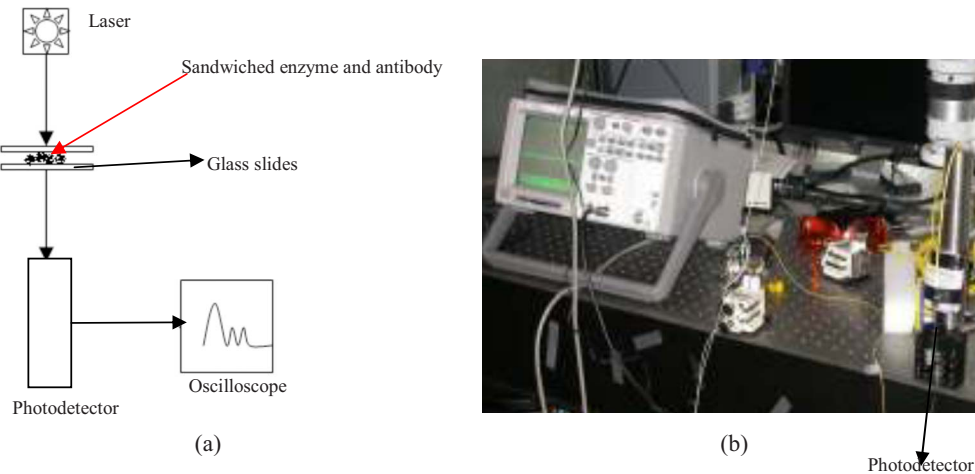 Laser
Sandwiched enzyme and antibody
Glass slides
Oscilloscope
Photodetector
(a)
(b)
Photodetector